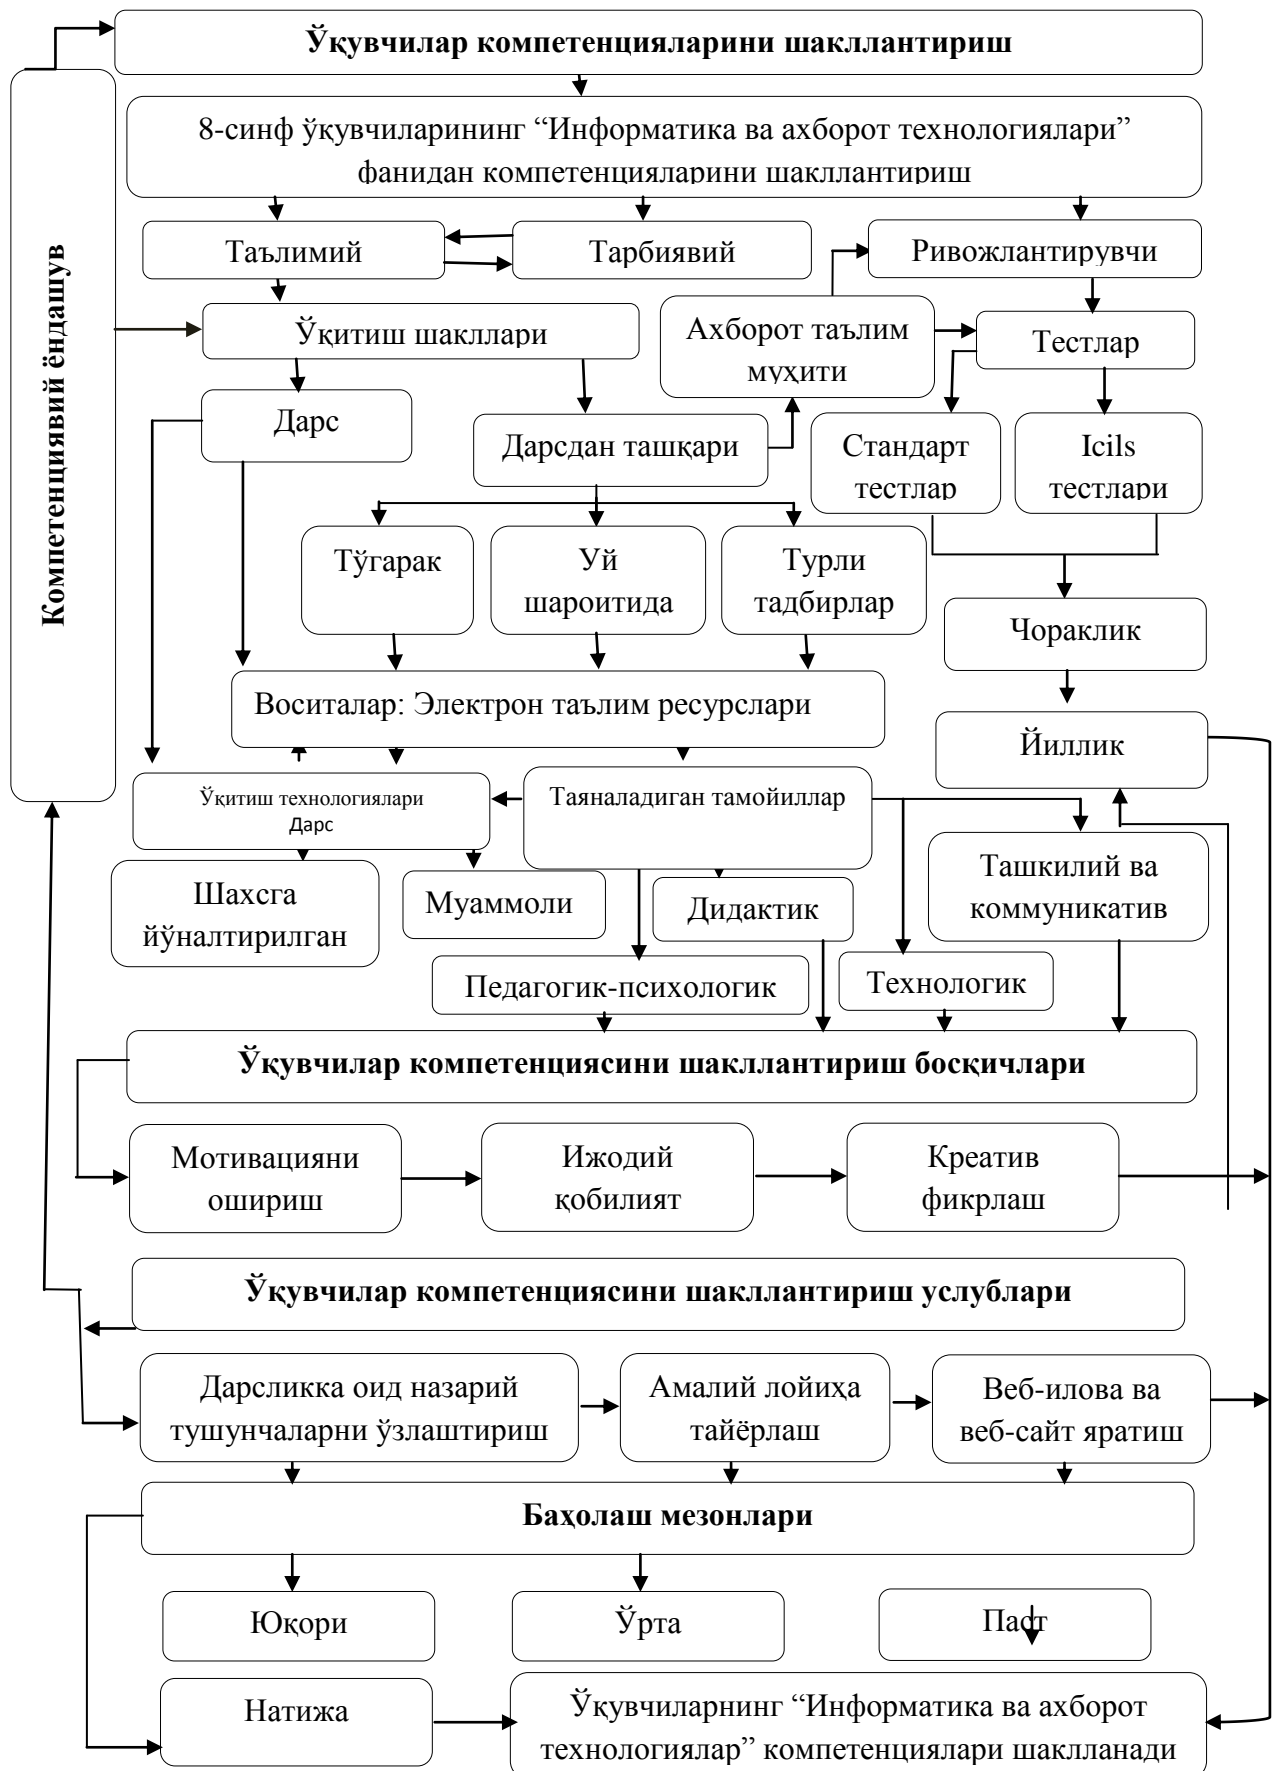 Ўқувчилар компетенцияларини шакллантириш
Компетенциявий ёндашув
8-синф ўқувчиларининг “Информатика ва ахборот технологиялари”
фанидан компетенцияларини шакллантириш
Таълимий
Тарбиявий
Ривожлантирувчи
Ўқитиш шакллари
Ахборот таълим
муҳити
Тестлар
Дарс
Дарсдан ташқари
Стандарт
тестлар
Icils
тестлари
Тўгарак
Уй
шароитида
Турли
тадбирлар
Чораклик
Воситалар: Электрон таълим ресурслари
Йиллик
Ўқитиш технологиялари
Дарс
Таяналадиган тамойиллар
Шахсга
йўналтирилган
Муаммоли
Дидактик
Ташкилий ва
коммуникатив
Педагогик-психологик
Технологик
Ўқувчилар компетенциясини шакллантириш босқичлари
Мотивацияни
ошириш
Ижодий
қобилият
Креатив
фикрлаш
Ўқувчилар компетенциясини шакллантириш услублари
Дарсликка оид назарий
тушунчаларни ўзлаштириш
Амалий лойиҳа
тайёрлаш
Веб-илова ва
веб-сайт яратиш
Баҳолаш мезонлари
Юқори
Ўрта
Паст
Натижа
Ўқувчиларнинг “Информатика ва ахборот
технологиялар” компетенциялари шаклланади